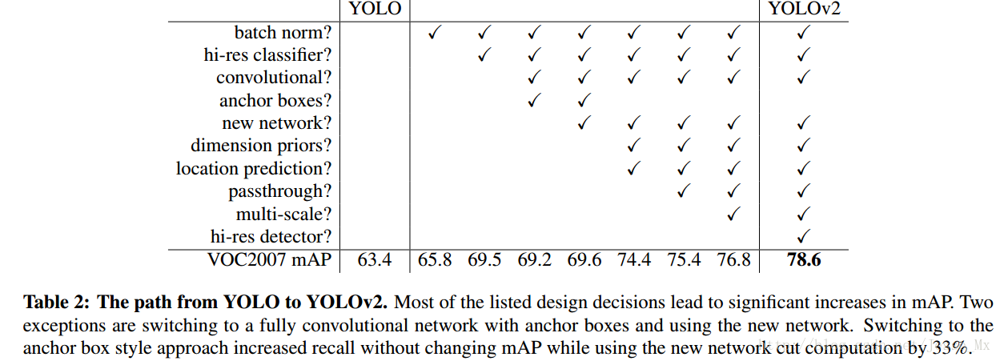 YOLO YOLOv2
batch norm? ✓ ✓ ✓ ✓ ✓ ✓ ✓ ✓
hi-res classifier? ✓ ✓ ✓ ✓ ✓ ✓ ✓
convolutional? ✓ ✓ ✓ ✓ ✓ ✓
anchor boxes? ✓ ✓
new network? ✓ ✓ ✓ ✓ ✓
dimension priors? ✓ ✓ ✓ ✓
location prediction? ✓ ✓ ✓ ✓
passthrough? ✓ ✓ ✓
multi-scale? ✓ ✓
hi-res detector? ✓
VOC2007 mAP 63.4 65.8 69.5 69.2 69.6 74.4 75.4 76.8 78.6
Table 2: The path from YOLO to YOLOv2. Most of the listed design decisions lead to significant increases in mAP. Two
exceptions are switching to a fully convolutional network with anchor boxes and using the new network. Switching to the
anchor box style approach increased recall without changing mAP while using the new network cut computation by 33%.